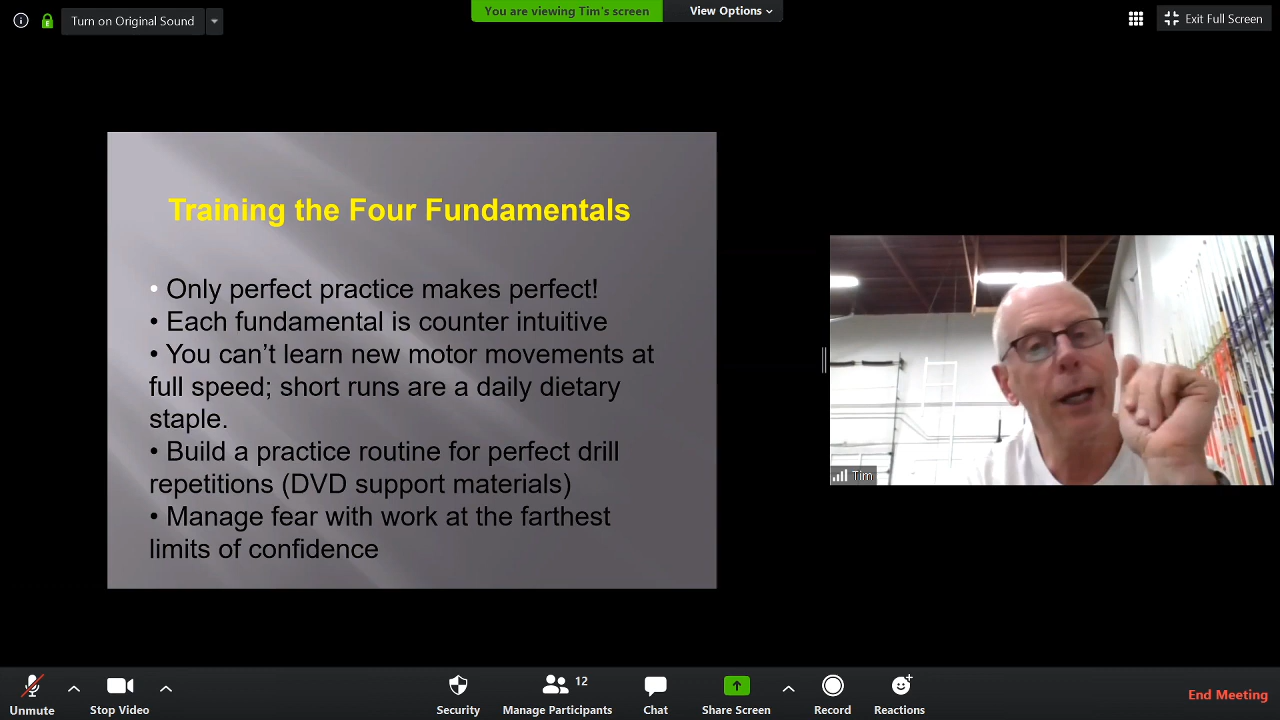 You are viewing Tim's screen
View Options
Turn on Original Sound
Exit Full Screen
Training the Four Fundamentals
• Only perfect practice makes perfect!
• Each fundamental is counter intuitive
• You can’t learn new motor movements at
full speed; short runs are a daily dietary
staple.
• Build a practice routine for perfect drill
repetitions (DVD support materials)
• Manage fear with work at the farthest
limits of confidence
Tim
Unmute
Stop Video
Security
Manage Participants
12
Chat
Share Screen
Record
Reactions
End Meeting